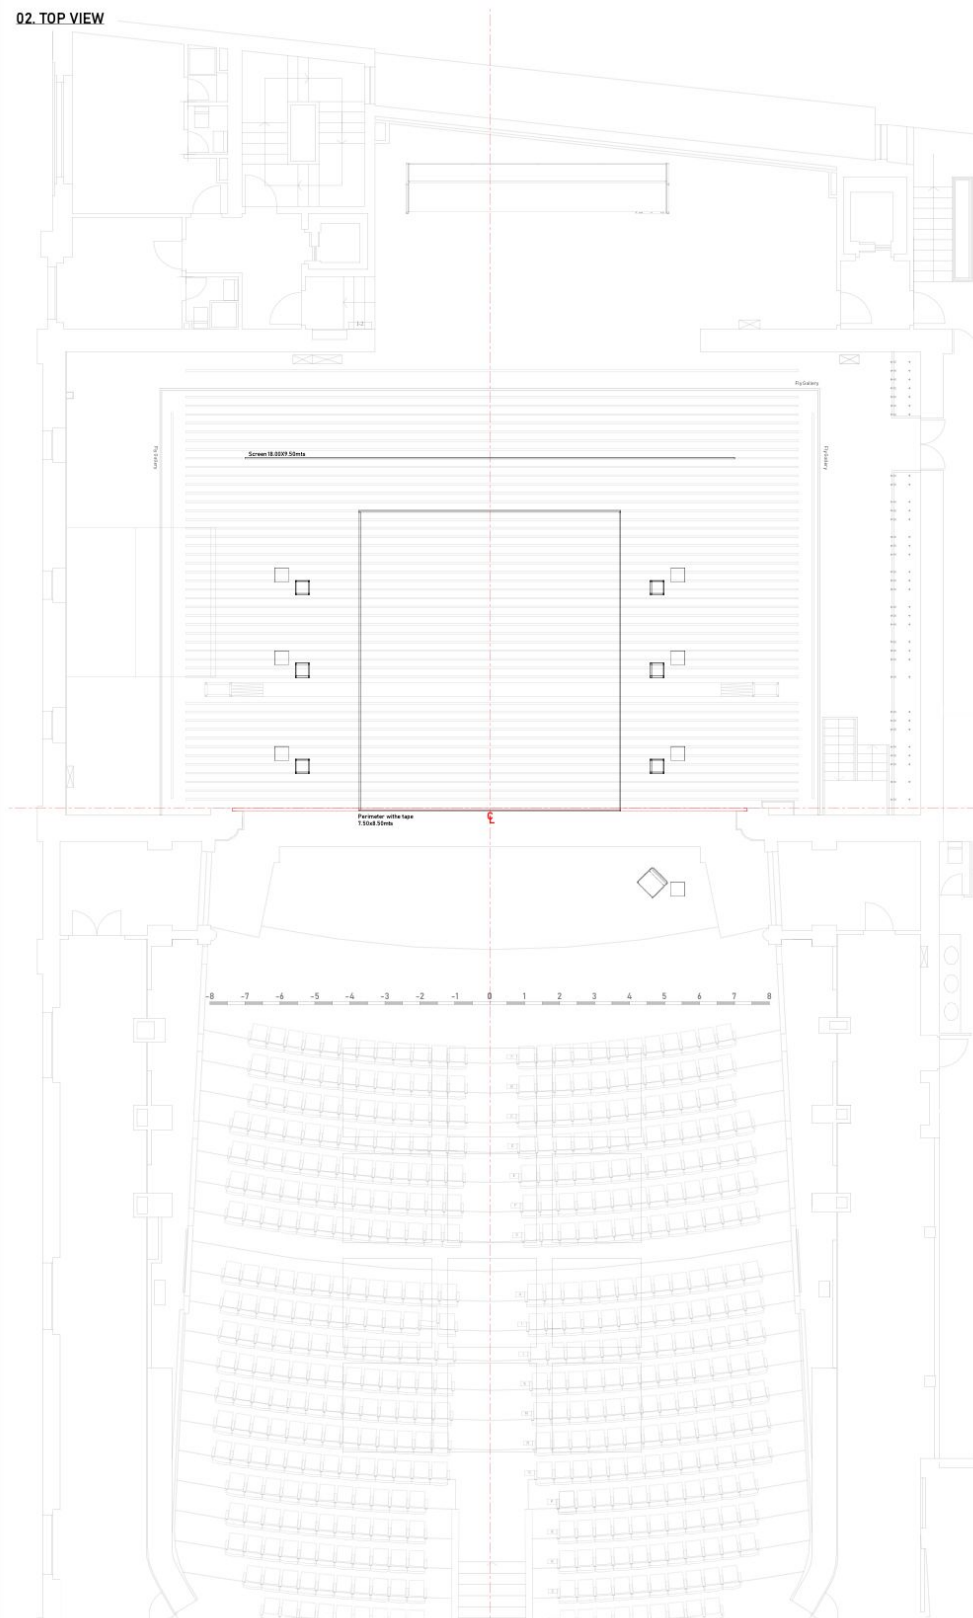 02. TOP VIEW
Fly Gallery
Fly Gallery
Fly Gallery
Screen 18.00X9.50mts
Perimeter withe tape
7.50x8.50mts
CL
-8 -7 -6 -5 -4 -3 -2 -1 0 1 2 3 4 5 6 7 8